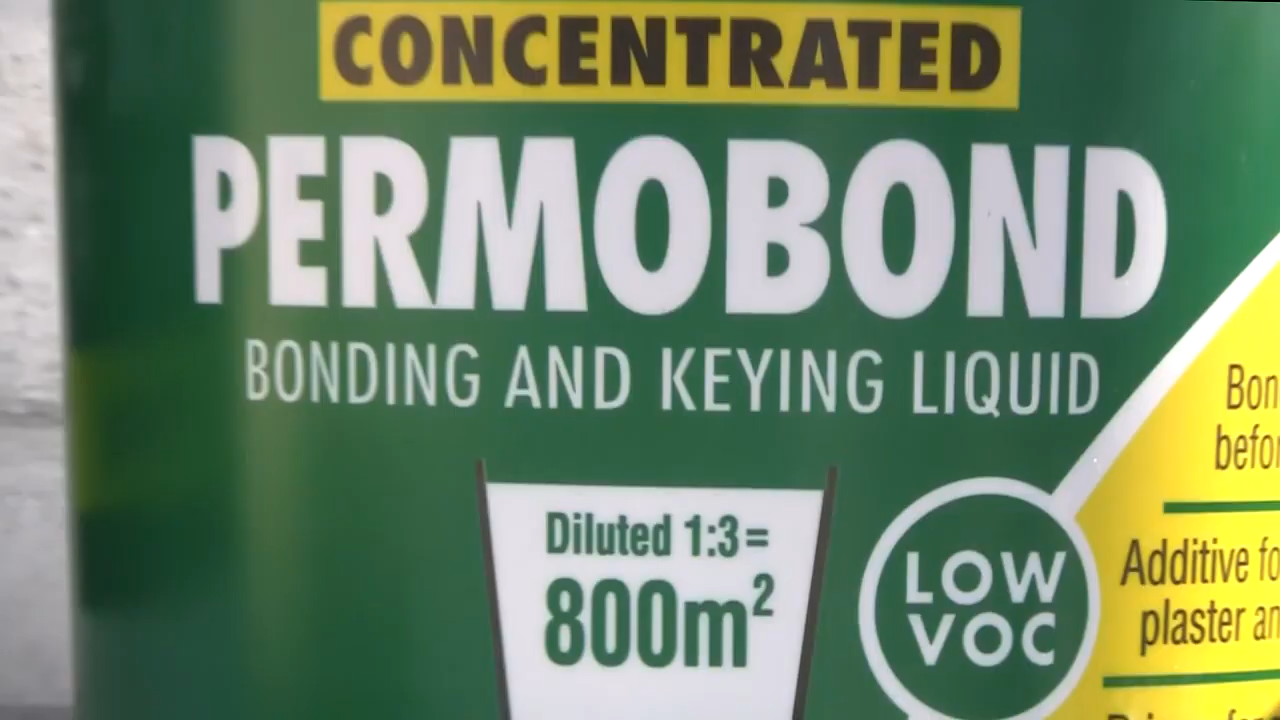 CONCENTRATED
PERMOBOND
BONDING AND KEYING LIQUID
Diluted 1:3=
800m²
LOW
VOC
Additive
plaster